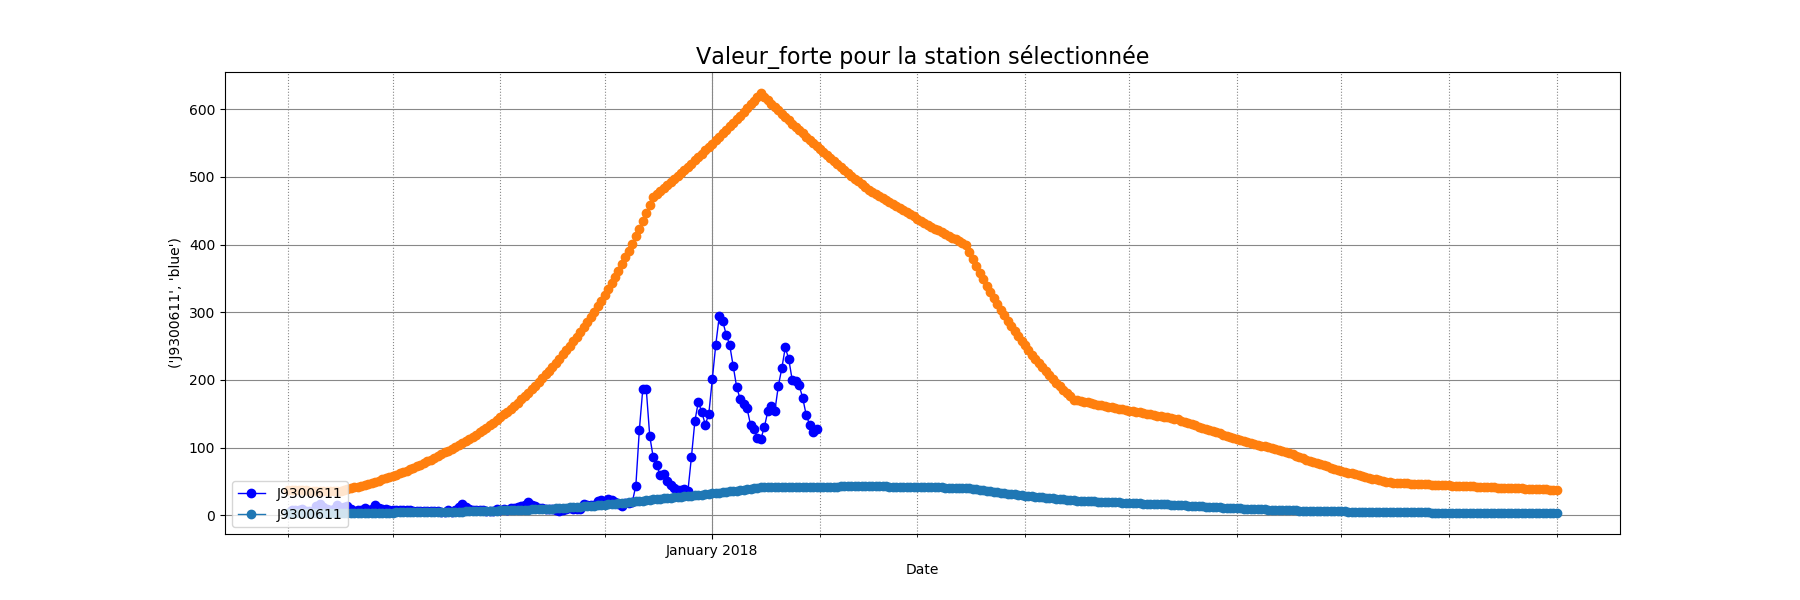 Valeur_forte pour la station sélectionnée
('J9300611', 'blue')
600
500
400
300
200
100
0
J9300611
J9300611
January 2018
Date